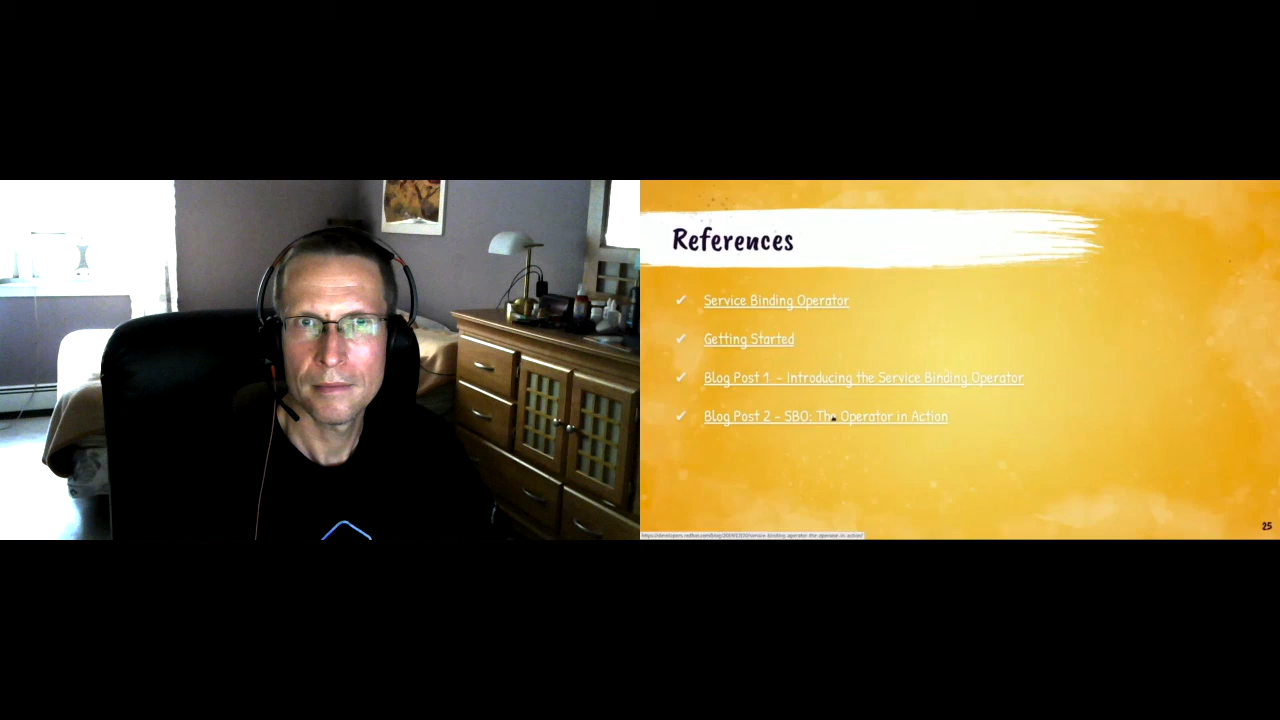 References
✔ Service Binding Operator
✔ Getting Started
✔ Blog Post 1 - Introducing the Service Binding Operator
✔ Blog Post 2 - SBO: The Operator in Action
25